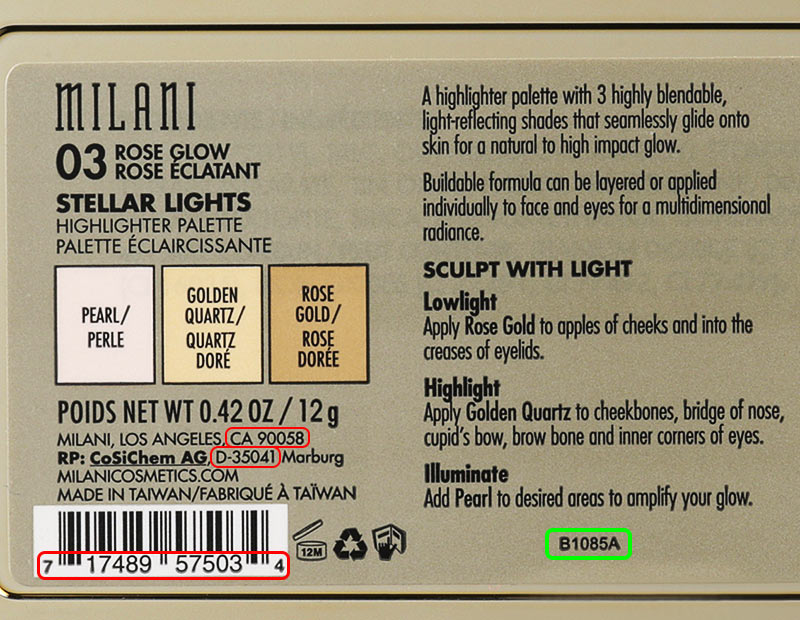 MILANI
03 ROSE GLOW
ROSE ÉCLATANT
STELLAR LIGHTS
HIGHLIGHTER PALETTE
PALETTE ÉCLAIRCISSANTE
PEARL/
PERLE
GOLDEN
QUARTZ/
QUARTZ
DORÉ
ROSE
GOLD/
ROSE
DORÉE
POIDS NET WT 0.42 OZ / 12 g
MILANI, LOS ANGELES, CA 90058
RP: CoSiChem AG, D-35041 Marburg
MILANICOSMETICS.COM
MADE IN TAIWAN/FABRIQUÉ À TAÏWAN
7 17489 57503 4
12M
A highlighter palette with 3 highly blendable,
light-reflecting shades that seamlessly glide onto
skin for a natural to high impact glow.
Buildable formula can be layered or applied
individually to face and eyes for a multidimensional
radiance.
SCULPT WITH LIGHT
Lowlight
Apply Rose Gold to apples of cheeks and into the
creases of eyelids.
Highlight
Apply Golden Quartz to cheekbones, bridge of nose,
cupid's bow, brow bone and inner corners of eyes.
Illuminate
Add Pearl to desired areas to amplify your glow.
B1085A